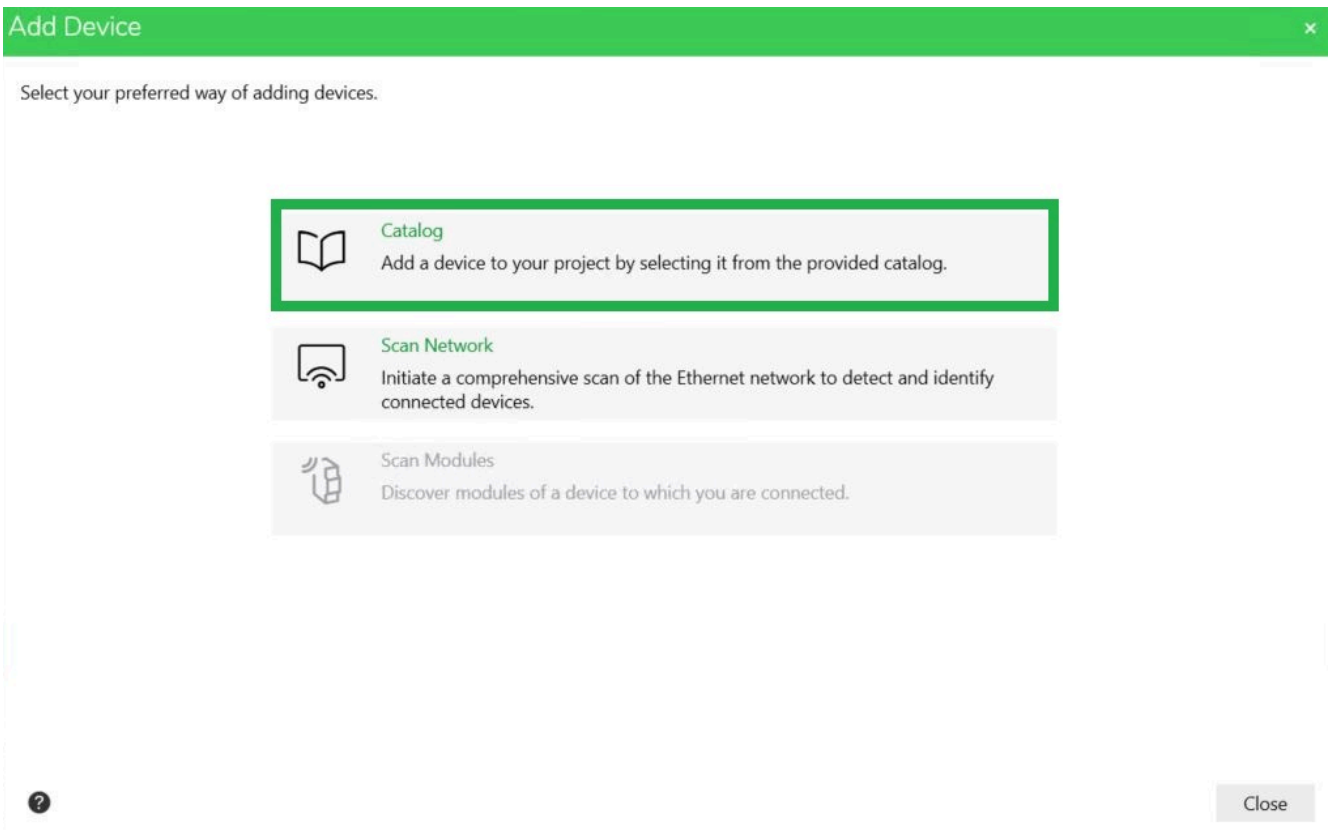 Add Device
Select your preferred way of adding devices.
Catalog
Add a device to your project by selecting it from the provided catalog.
Scan Network
Initiate a comprehensive scan of the Ethernet network to detect and identify
connected devices.
Scan Modules
Discover modules of a device to which you are connected.
?
Close